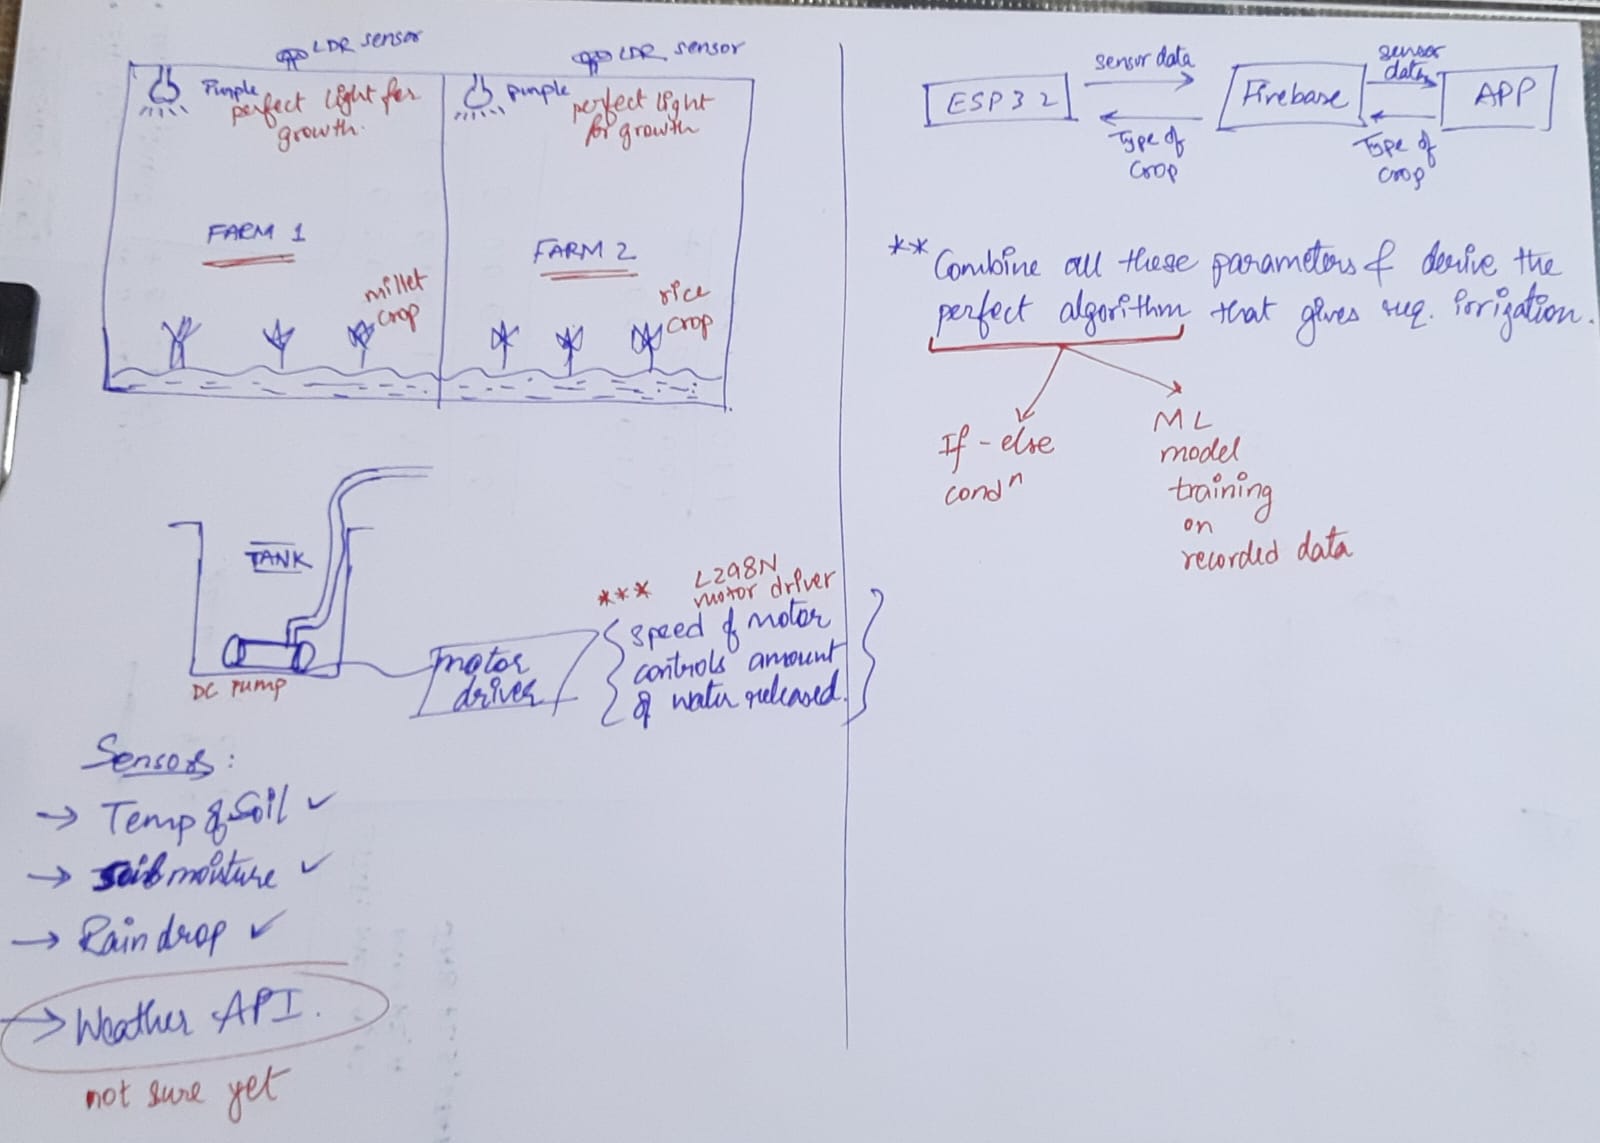 LDR sensor
Purple
perfect light for
growth.
FARM 1
millet
crop
LDR sensor
purple
perfect light
for growth
FARM 2
rice
crop
TANK
DC Pump
motor
driver
*** L298N
motor driver
speed of motor
controls amount
of water released.
Sensors:
→ Temp of Soil ✓
→ Soil moisture ✓
→ Rain drop ✓
→ Weather API.
not sure yet
ESP32
sensor data
Type of
crop
Firebase
sensor
data
Type of
crop
APP
** Combine all these parameters & derive the
perfect algorithm that gives req. irrigation.
If-else
condⁿ
ML
model
training
on
recorded data